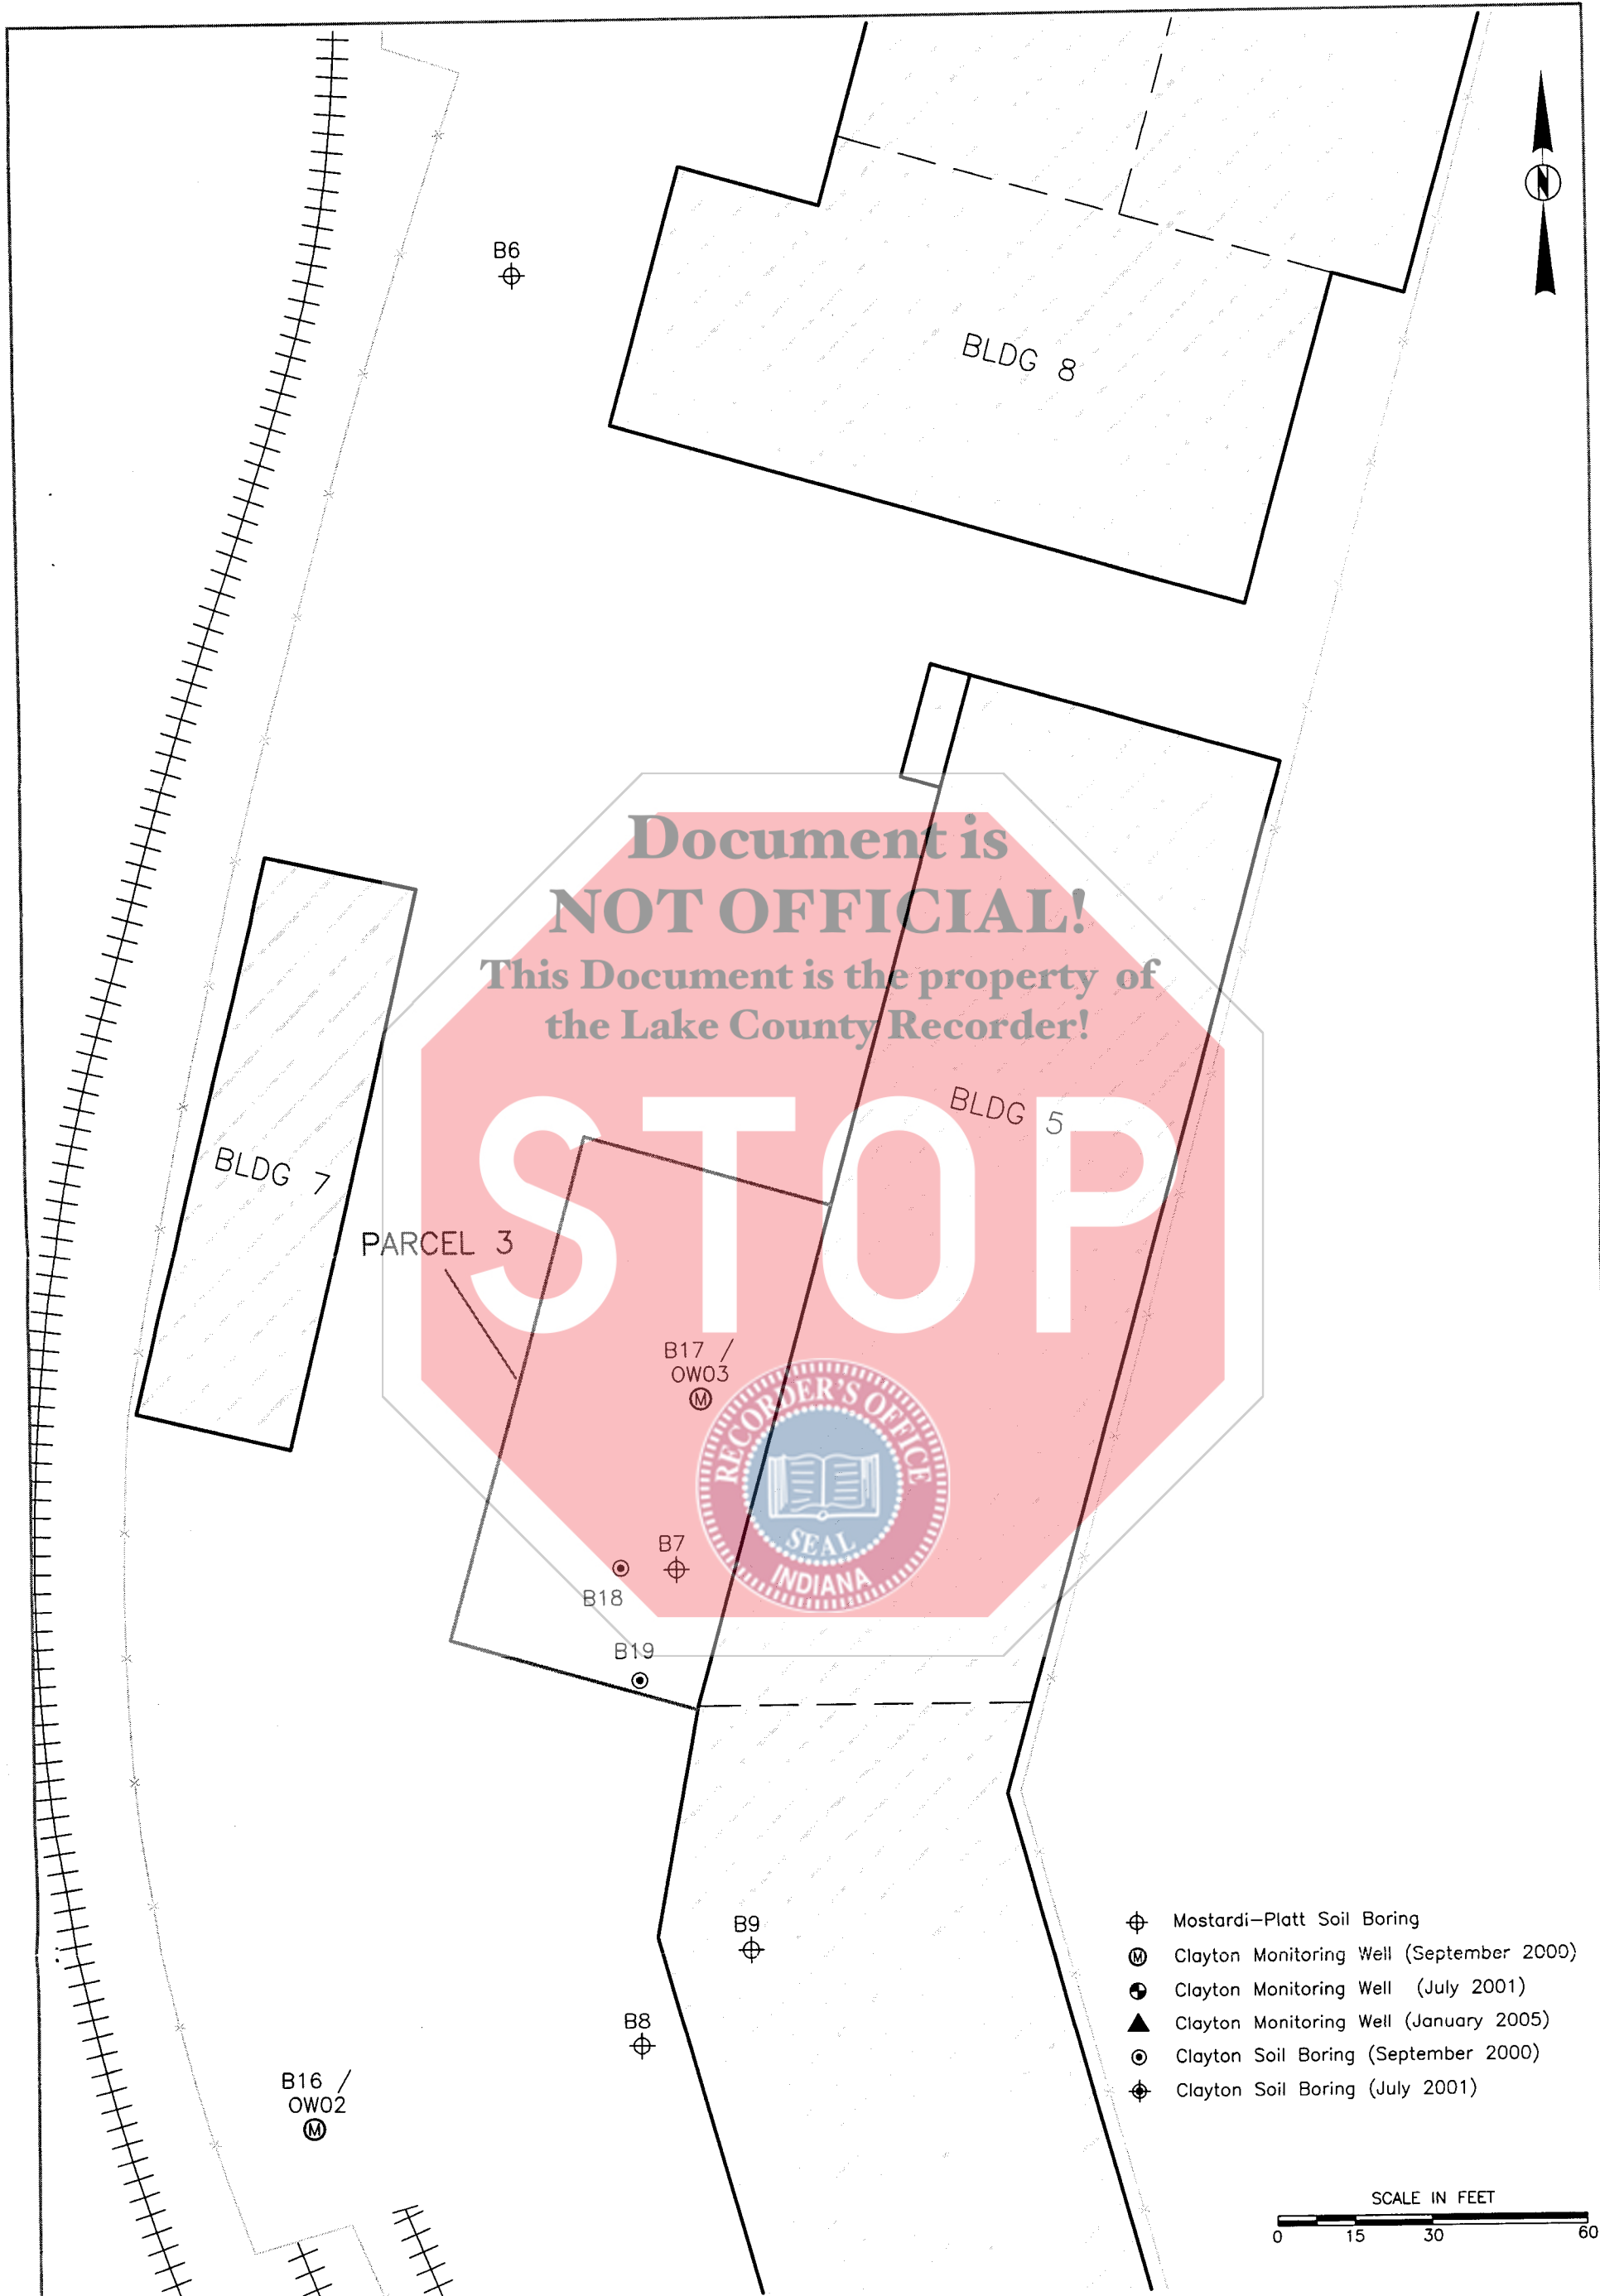 N
B6
BLDG 8
Document is
NOT OFFICIAL!
This Document is the property of
the Lake County Recorder!
STOP
BLDG 5
BLDG 7
PARCEL 3
B17 /
OW03
M
RECORDER'S OFFICE
SEAL
INDIANA
B7
B18
B19
B9
B8
B16 /
OW02
M
Mostardi-Platt Soil Boring
M Clayton Monitoring Well (September 2000)
Clayton Monitoring Well (July 2001)
Clayton Monitoring Well (January 2005)
Clayton Soil Boring (September 2000)
Clayton Soil Boring (July 2001)
SCALE IN FEET
0 15 30 60